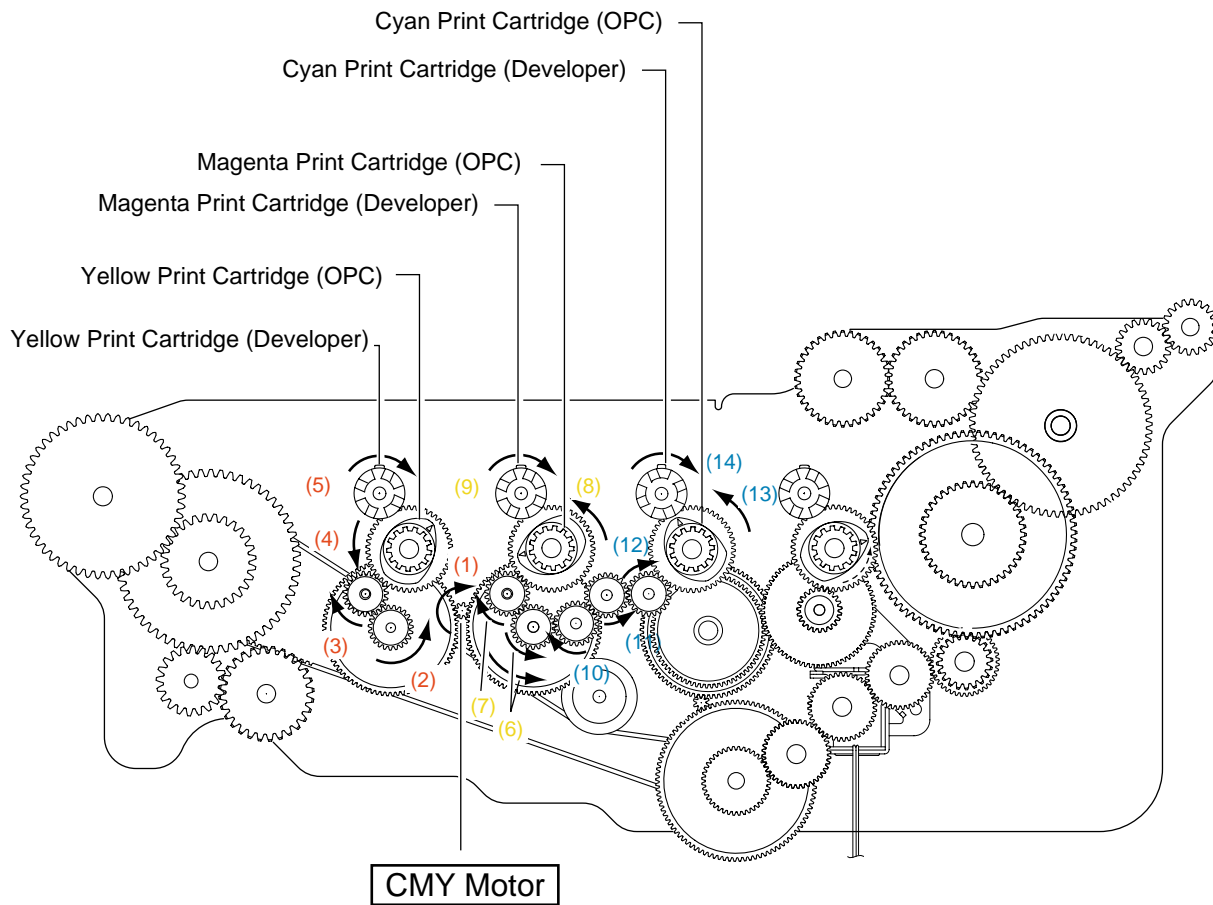 Cyan Print Cartridge (OPC)
Cyan Print Cartridge (Developer)
Magenta Print Cartridge (OPC)
Magenta Print Cartridge (Developer)
Yellow Print Cartridge (OPC)
Yellow Print Cartridge (Developer)
(5)
(9)
(8)
(14)
(13)
(4)
(1)
(12)
(3)
(2)
(11)
(10)
(7)
(6)
CMY Motor